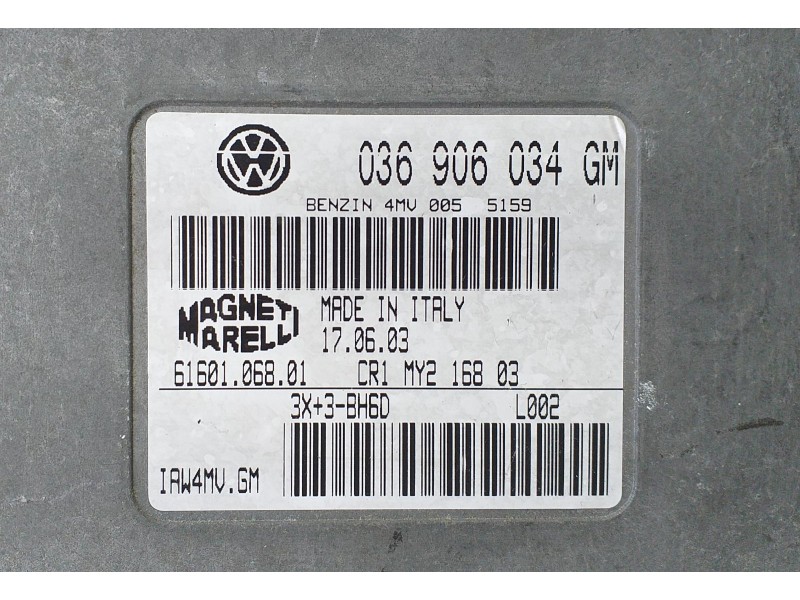 036 906 034 GM
BENZIN 4MV 005 5159
MAGNETI
MARELLI
MADE IN ITALY
17.06.03
61601.068.01 CR1 MY2 168 03
3X+3-BH6D L002
IAW4MV.GM